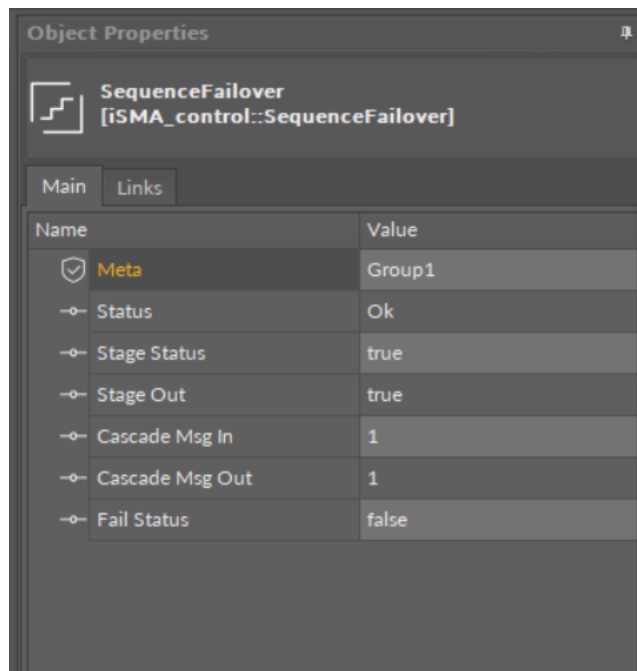 Object Properties
SequenceFailover
[iSMA_control::SequenceFailover]
Main Links
Name Value
Meta Group1
Status Ok
Stage Status true
Stage Out true
Cascade Msg In 1
Cascade Msg Out 1
Fail Status false